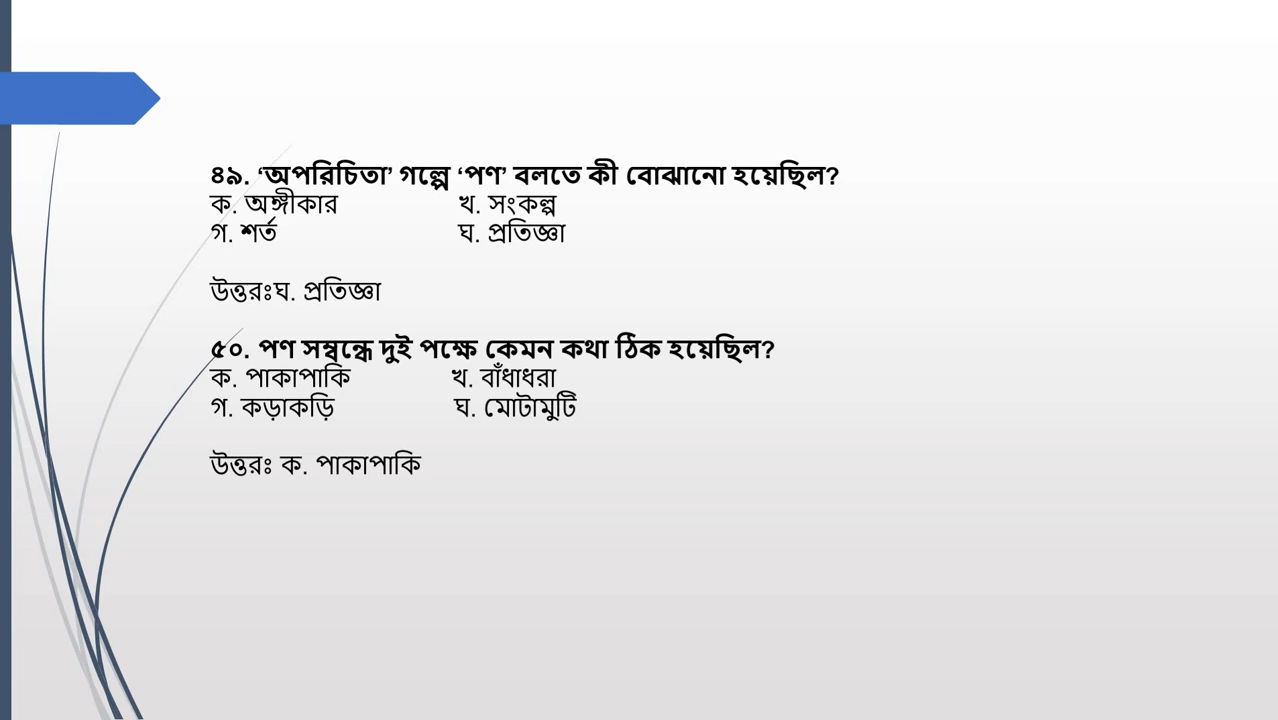 ৪৯. ‘অপরিচিতা’ গল্পে ‘পণ’ বলতে কী বোঝানো হয়েছিল?
ক. অঙ্গীকার খ. সংকল্প
গ. শর্ত ঘ. প্রতিজ্ঞা
উত্তরঃঘ. প্রতিজ্ঞা
৫০. পণ সম্বন্ধে দুই পক্ষে কেমন কথা ঠিক হয়েছিল?
ক. পাকাপাকি খ. বাঁধাধরা
গ. কড়াকড়ি ঘ. মোটামুটি
উত্তরঃ ক. পাকাপাকি